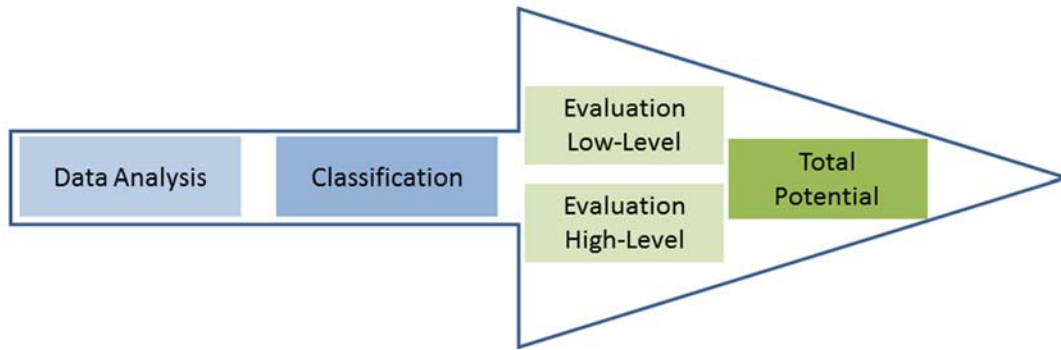 Data Analysis
Classification
Evaluation
Low-Level
Evaluation
High-Level
Total
Potential